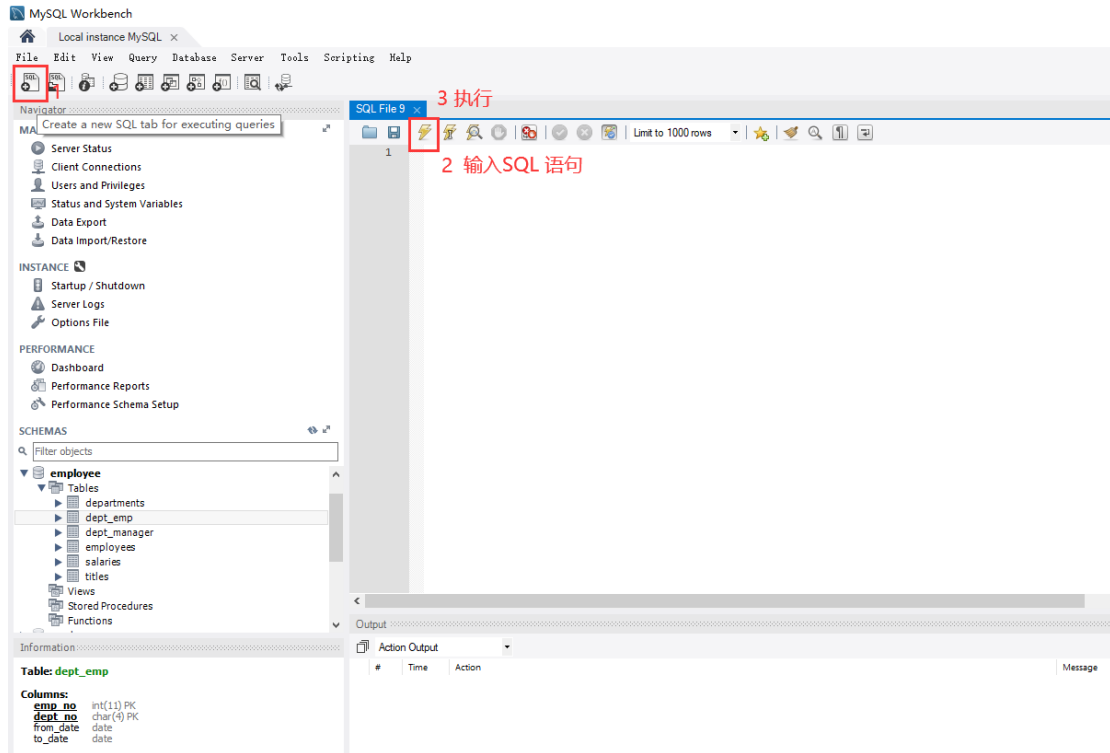 MySQL Workbench
Local instance MySQL
File Edit View Query Database Server Tools Scripting Help
1
Navigator
SQL File 9
3 执行
Create a new SQL tab for executing queries
Limit to 1000 rows
1
2 输入SQL 语句
Server Status
Client Connections
Users and Privileges
Status and System Variables
Data Export
Data Import/Restore
INSTANCE
Startup / Shutdown
Server Logs
Options File
PERFORMANCE
Dashboard
Performance Reports
Performance Schema Setup
SCHEMAS
Filter objects
employee
Tables
departments
dept_emp
dept_manager
employees
salaries
titles
Views
Stored Procedures
Functions
Output
Information
Action Output
# Time Action Message
Table: dept_emp
Columns:
emp_no int(11) PK
dept_no char(4) PK
from_date date
to_date date